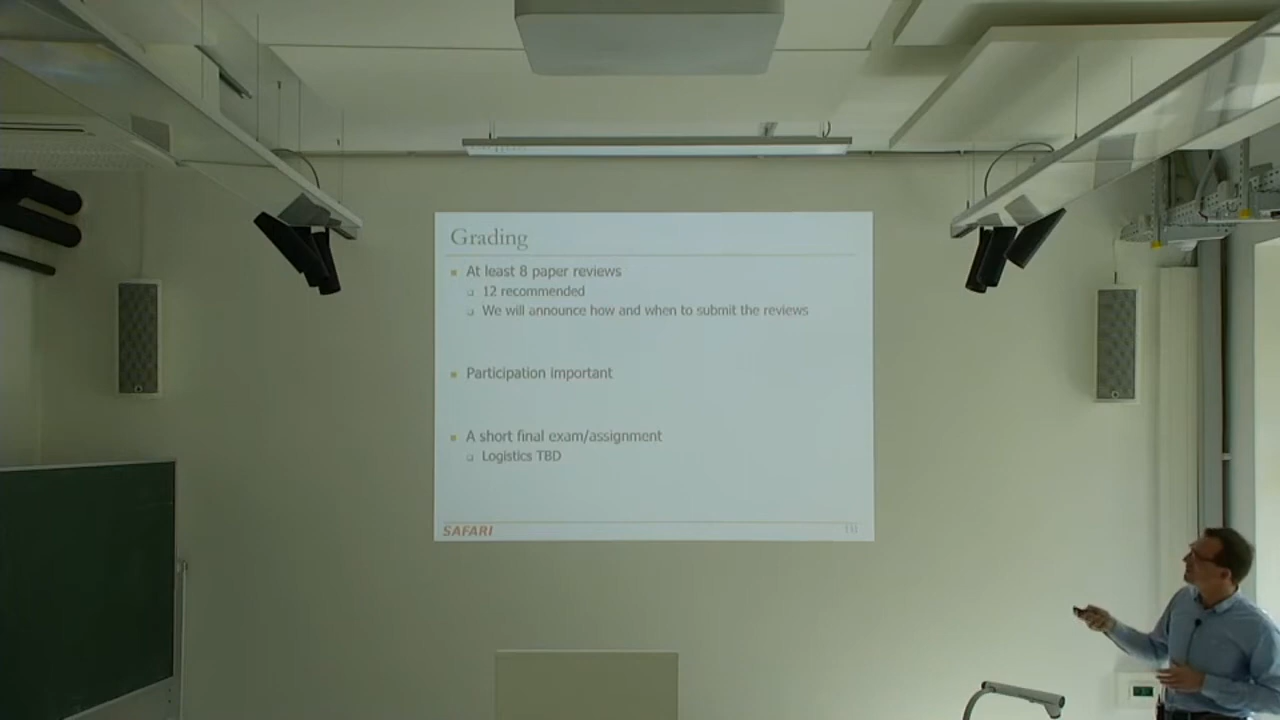 Grading
At least 8 paper reviews
12 recommended
We will announce how and when to submit the reviews
Participation important
A short final exam/assignment
Logistics TBD
SAFARI